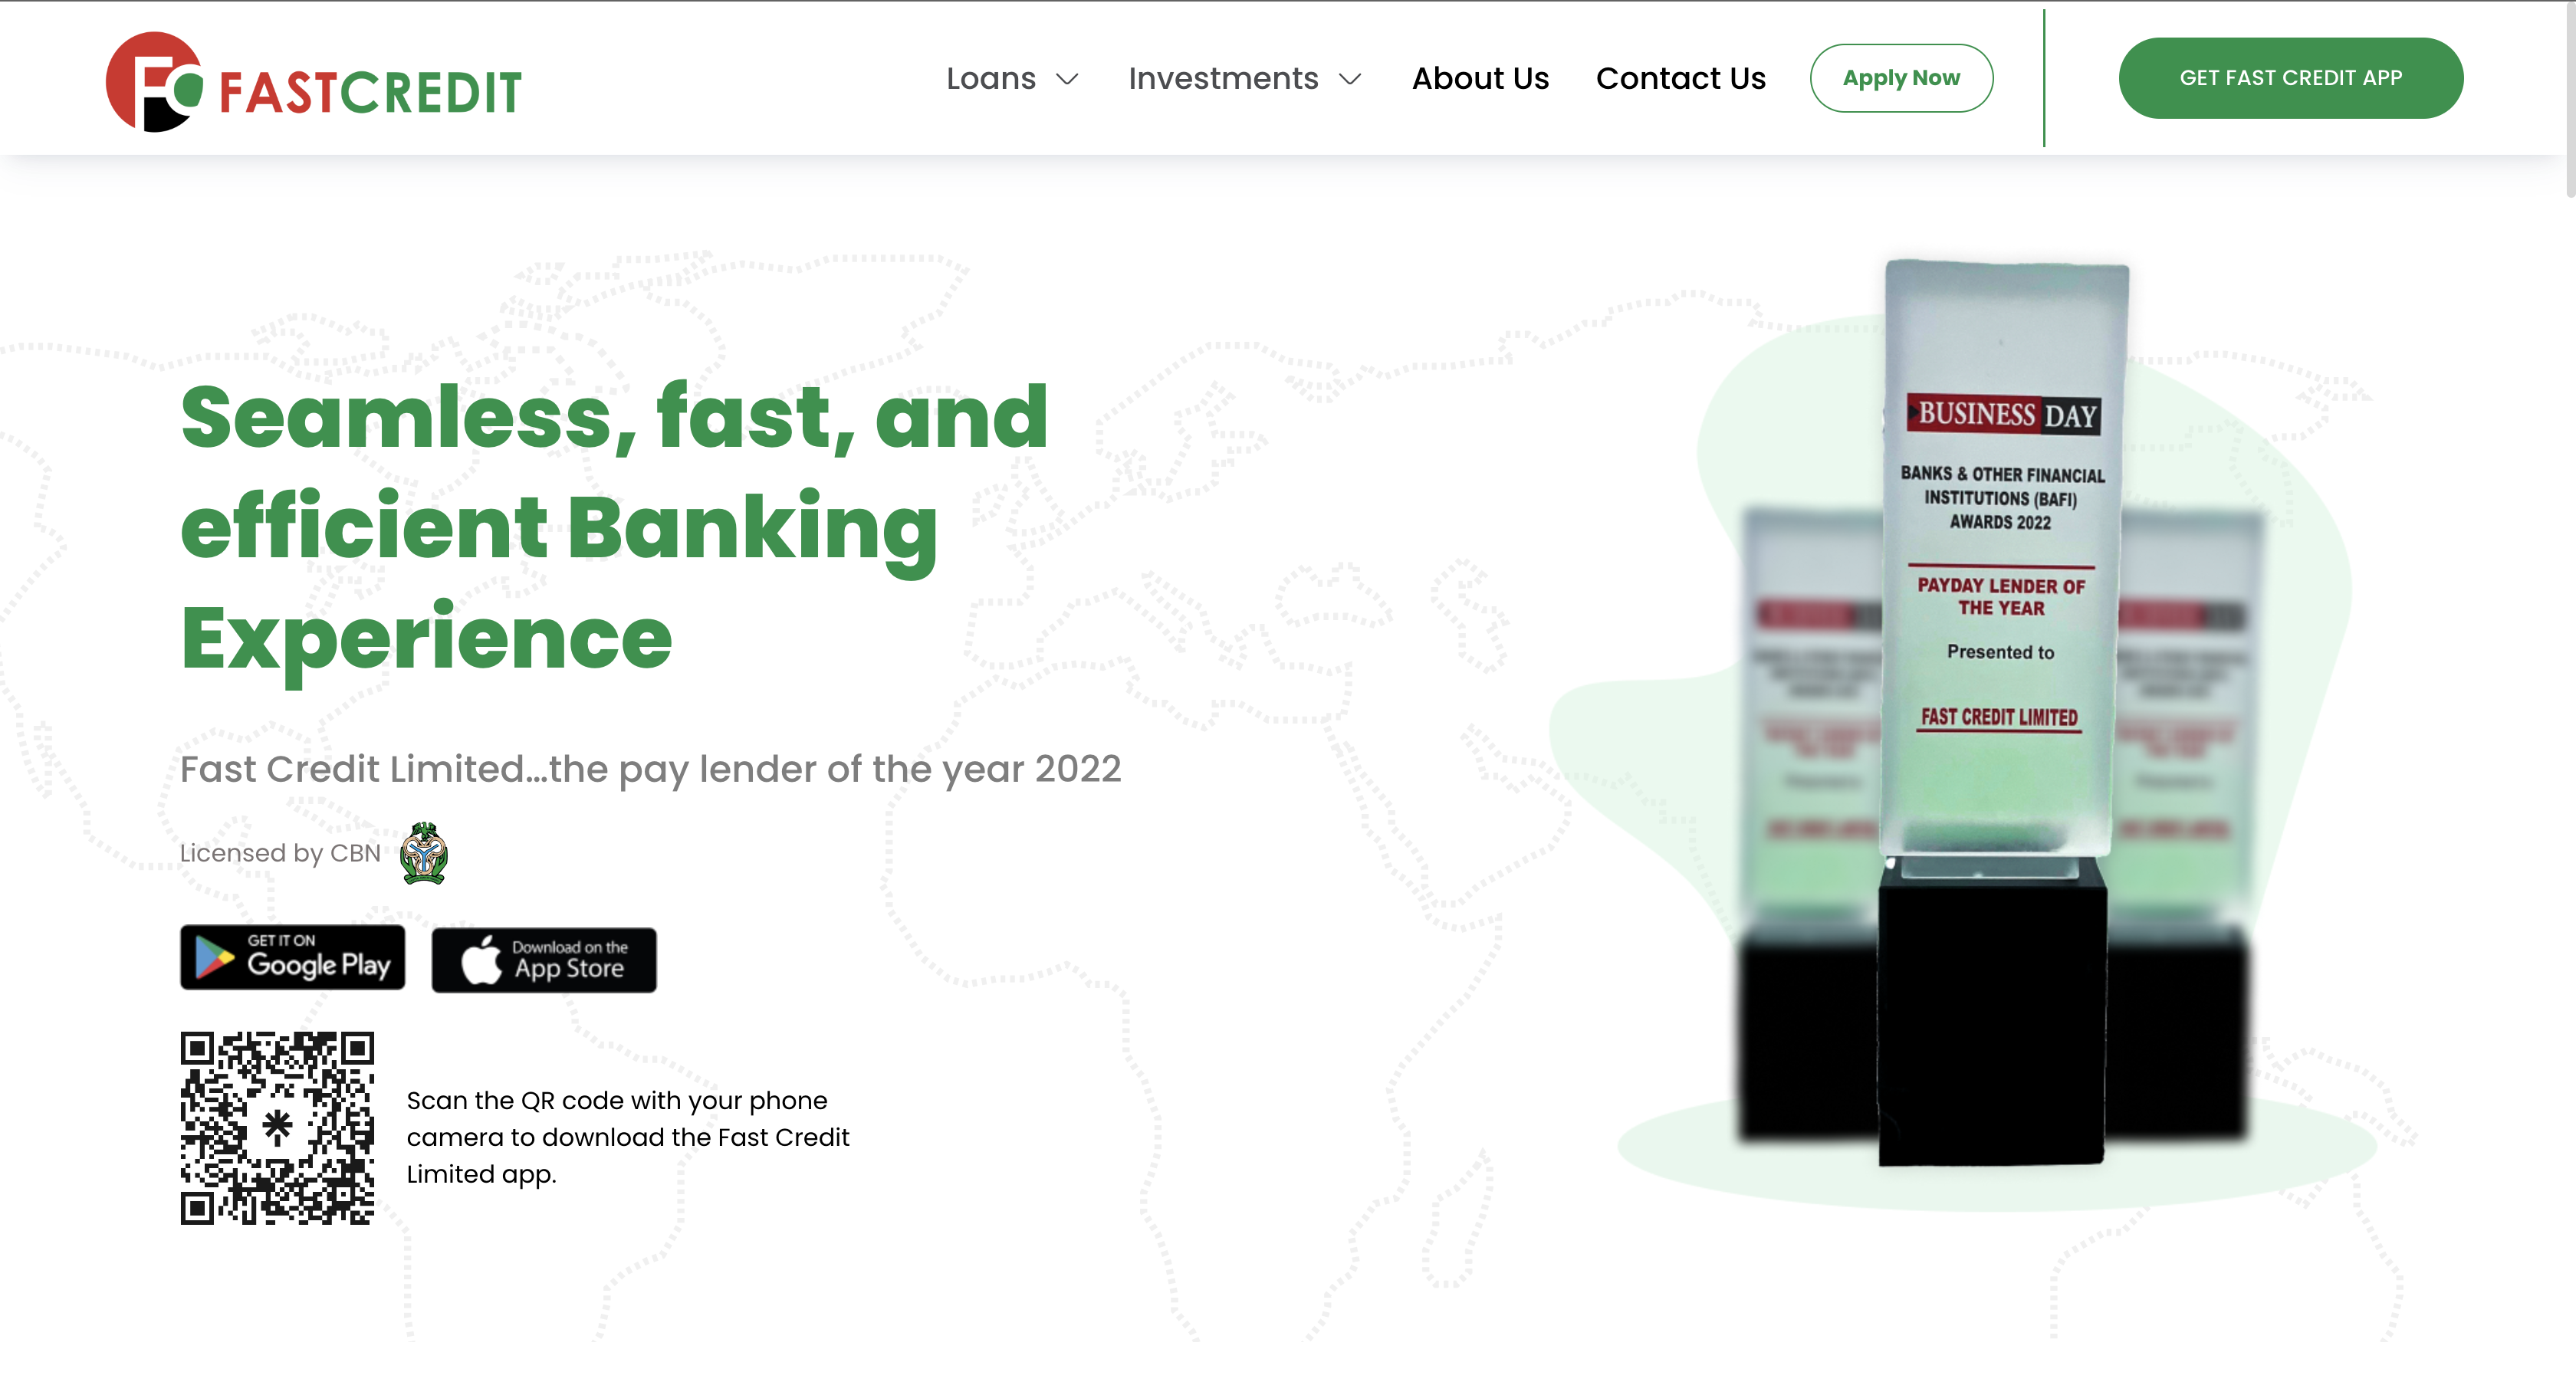 FASTCREDIT
Loans
Investments
About Us
Contact Us
Apply Now
GET FAST CREDIT APP
Seamless, fast, and
efficient Banking
Experience
Fast Credit Limited...the pay lender of the year 2022
Licensed by CBN
GET IT ON
Google Play
Download on the
App Store
Scan the QR code with your phone
camera to download the Fast Credit
Limited app.
BUSINESS DAY
BANKS & OTHER FINANCIAL
INSTITUTIONS (BAFI)
AWARDS 2022
PAYDAY LENDER OF
THE YEAR
Presented to
FAST CREDIT LIMITED